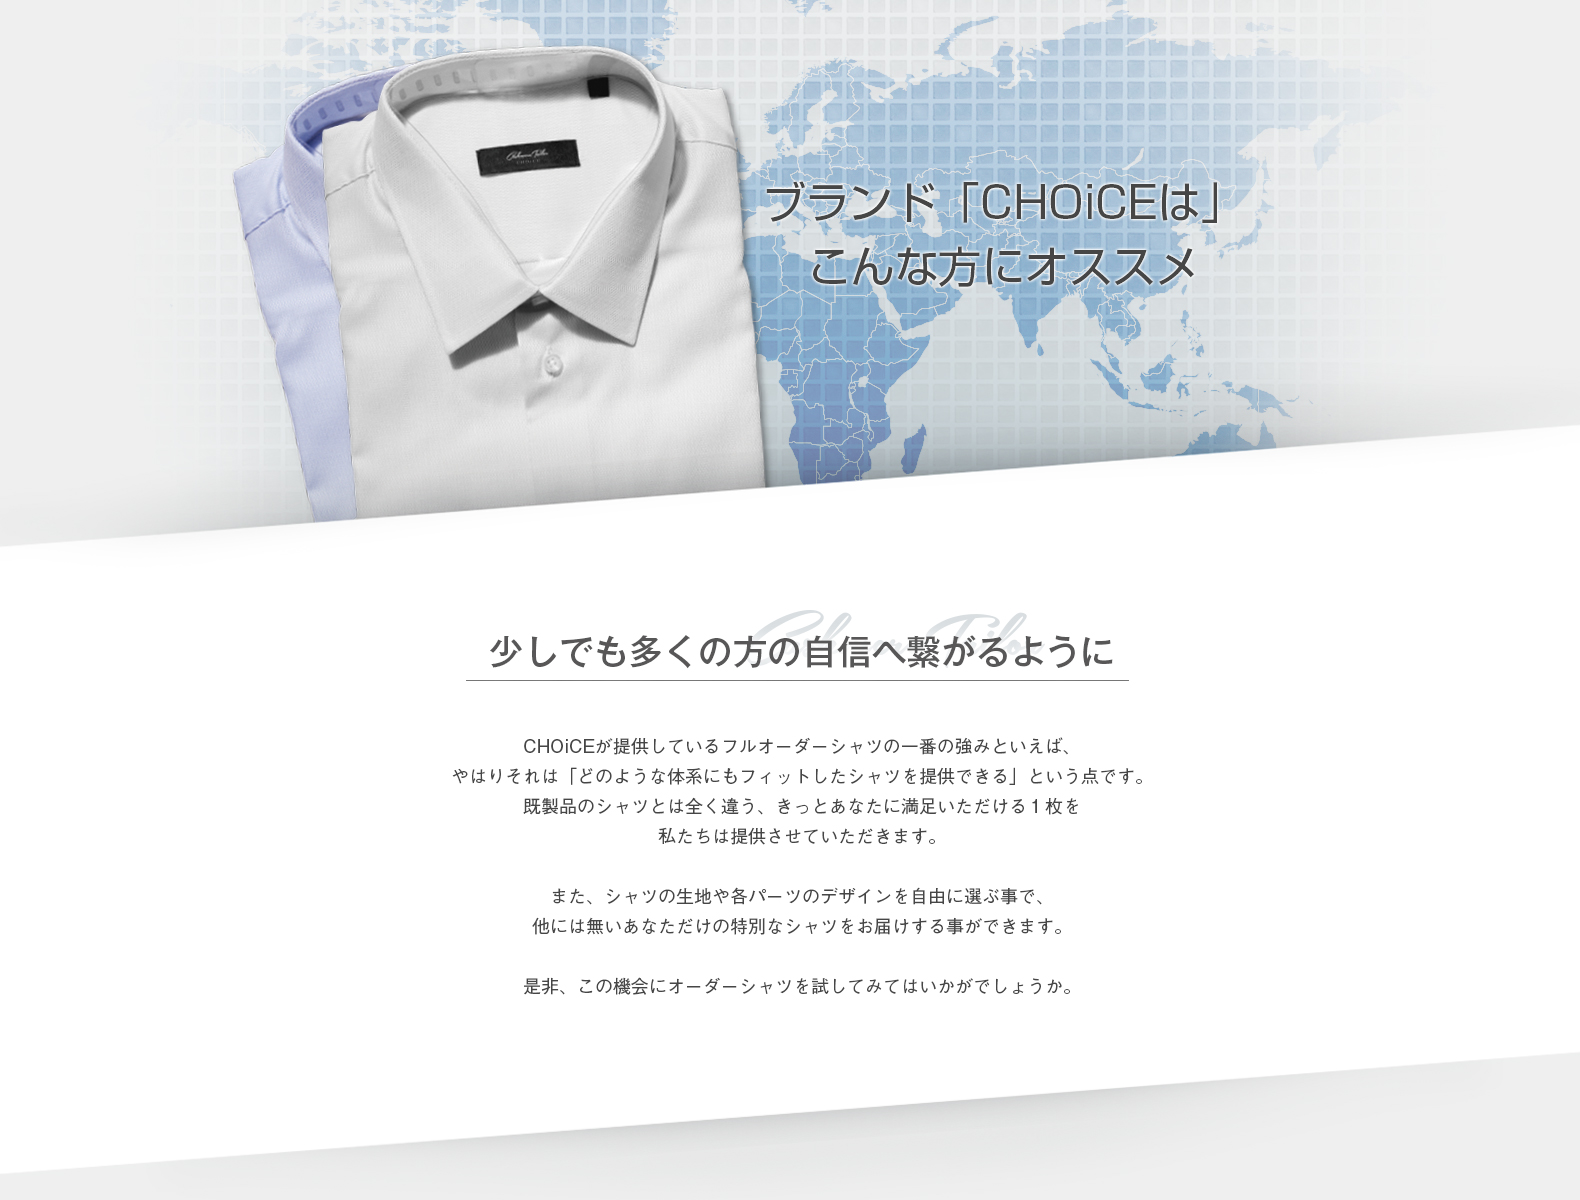 ブランド「CHOiCEは」
こんな方にオススメ
少しでも多くの方の自信へ繋がるように
CHOiCEが提供しているフルオーダーシャツの一番の強みといえば、
やはりそれは「どのような体系にもフィットしたシャツを提供できる」という点です。
既製品のシャツとは全く違う、きっとあなたに満足いただける１枚を
私たちは提供させていただきます。
また、シャツの生地や各パーツのデザインを自由に選ぶ事で、
他には無いあなただけの特別なシャツをお届けする事ができます。
是非、この機会にオーダーシャツを試してみてはいかがでしょうか。